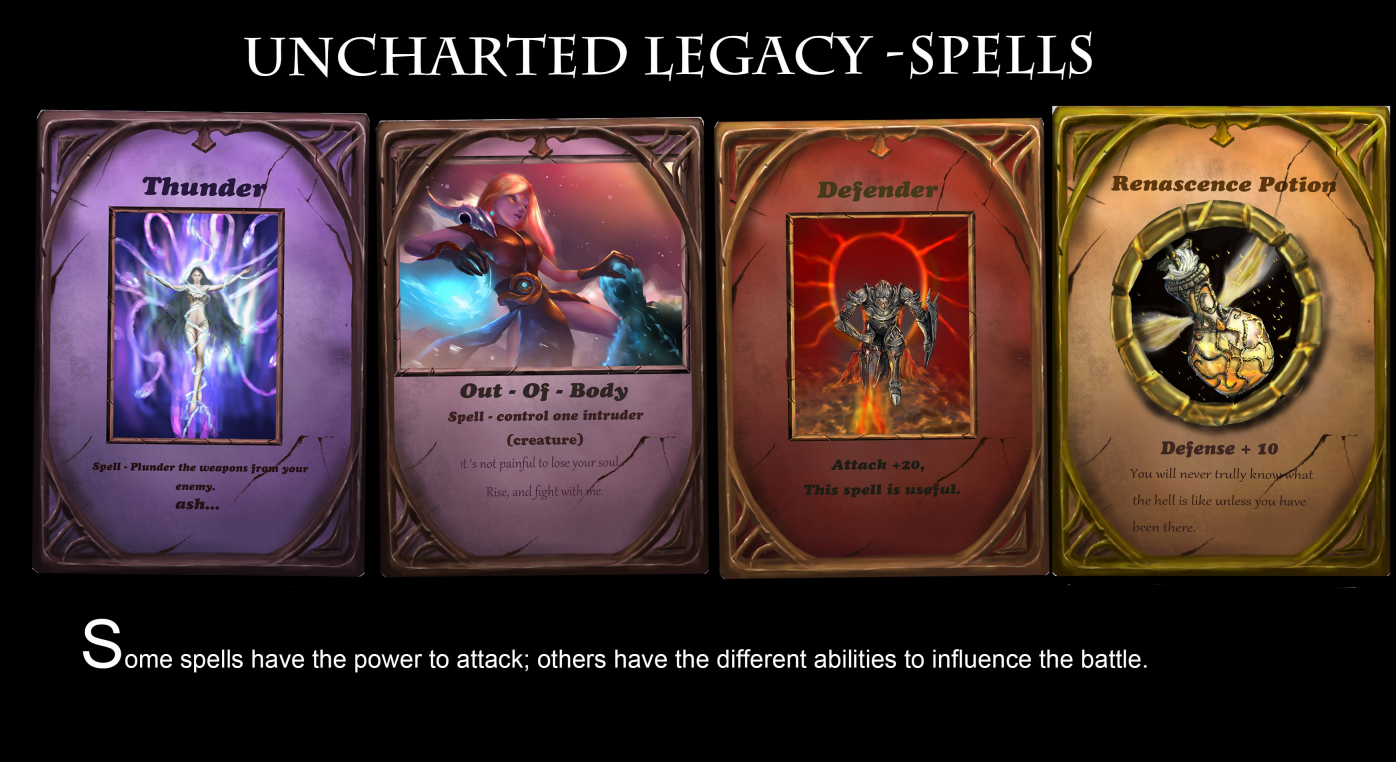 UNCHARTED LEGACY -SPELLS
Thunder
Spell - Plunder the weapons from your
enemy.
ash...
Out - Of - Body
Spell - control one intruder
(creature)
It 's not painful to lose your soul.
Rise, and fight with me.
Defender
Attack +20,
This spell is useful.
Renascence Potion
Defense + 10
You will never trully know what
the hell is like unless you have
been there.
Some spells have the power to attack; others have the different abilities to influence the battle.